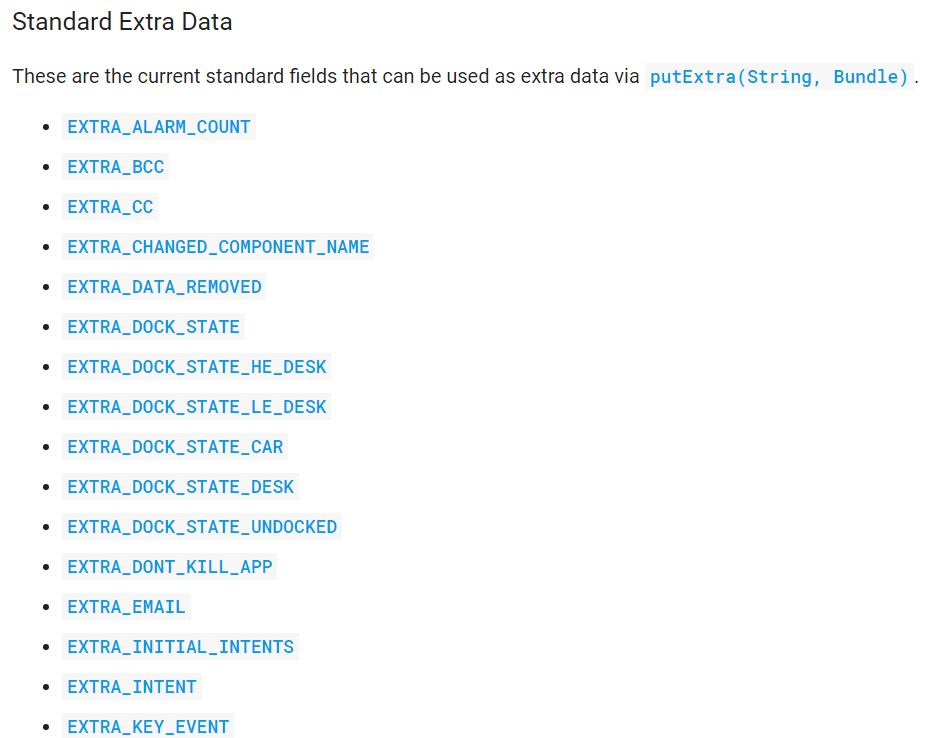 Standard Extra Data
These are the current standard fields that can be used as extra data via putExtra(String, Bundle).
EXTRA_ALARM_COUNT
EXTRA_BCC
EXTRA_CC
EXTRA_CHANGED_COMPONENT_NAME
EXTRA_DATA_REMOVED
EXTRA_DOCK_STATE
EXTRA_DOCK_STATE_HE_DESK
EXTRA_DOCK_STATE_LE_DESK
EXTRA_DOCK_STATE_CAR
EXTRA_DOCK_STATE_DESK
EXTRA_DOCK_STATE_UNDOCKED
EXTRA_DONT_KILL_APP
EXTRA_EMAIL
EXTRA_INITIAL_INTENTS
EXTRA_INTENT
EXTRA_KEY_EVENT